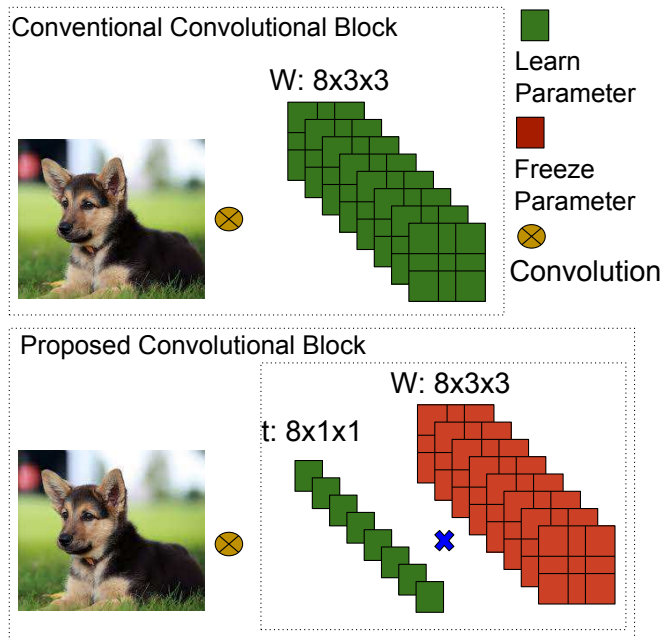 Conventional Convolutional Block
W: 8x3x3
Learn
Parameter
Freeze
Parameter
Convolution
Proposed Convolutional Block
W: 8x3x3
t: 8x1x1